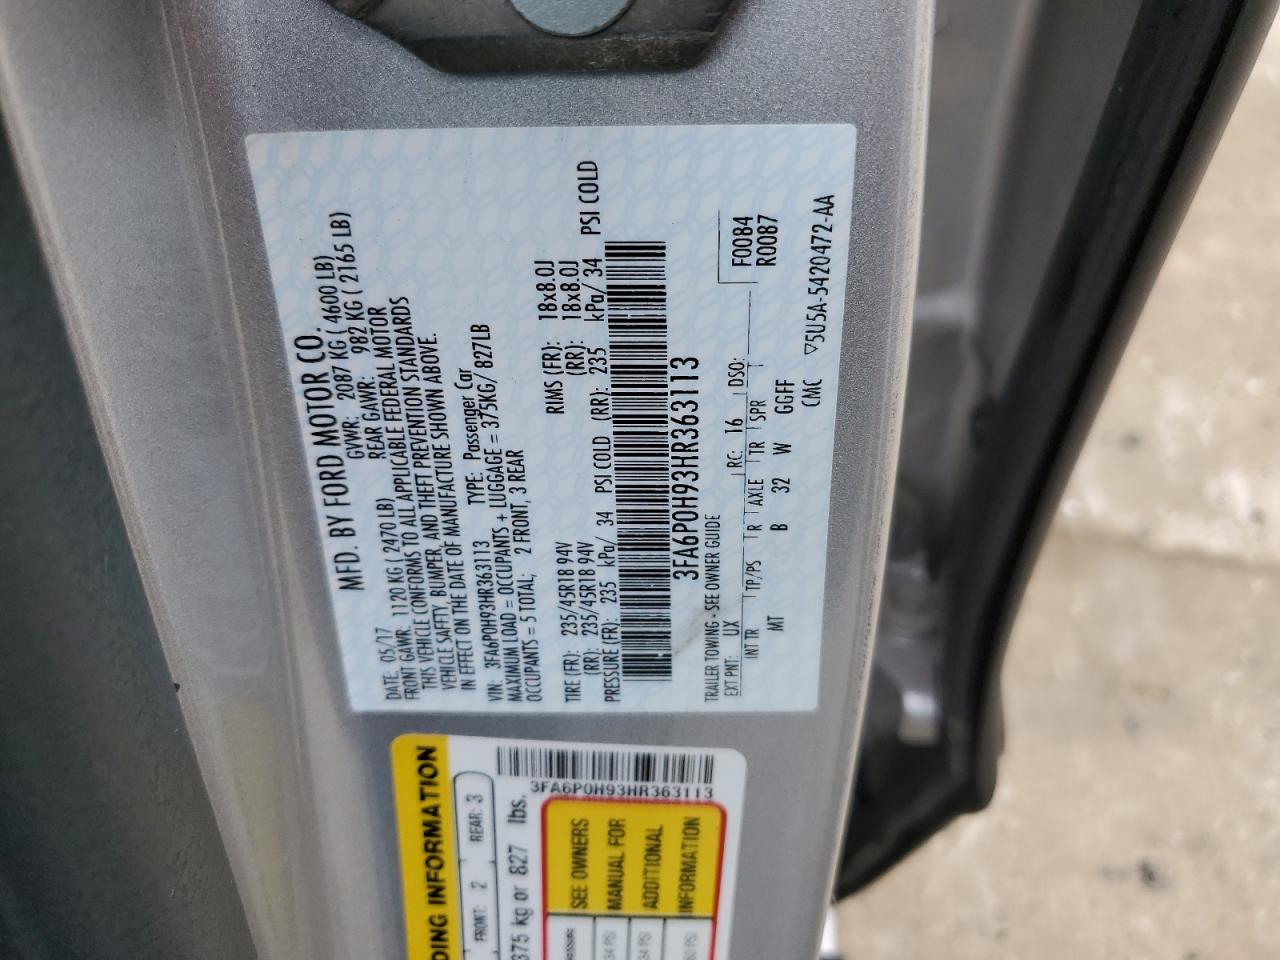 MFD. BY FORD MOTOR CO.
DATE: 05/17 GVWR: 2087 KG ( 4600 LB)
FRONT GAWR: 1120 KG ( 2470 LB) REAR GAWR: 982 KG ( 2165 LB)
THIS VEHICLE CONFORMS TO ALL APPLICABLE FEDERAL MOTOR
VEHICLE SAFETY, BUMPER, AND THEFT PREVENTION STANDARDS
IN EFFECT ON THE DATE OF MANUFACTURE SHOWN ABOVE.
VIN: 3FA6P0H93HR363113 TYPE: Passenger Car
MAXIMUM LOAD = OCCUPANTS + LUGGAGE = 375KG/ 827LB
OCCUPANTS = 5 TOTAL; 2 FRONT, 3 REAR
TIRE (FR): 235/45R18 94V RIMS (FR): 18x8.0J
(RR): 235/45R18 94V (RR): 18x8.0J
PRESSURE (FR): 235 kPa/ 34 PSI COLD (RR): 235 kPa/ 34 PSI COLD
3FA6P0H93HR363113
TRAILER TOWING - SEE OWNER GUIDE
F0084
R0087
EXT PNT: UX RC: 16 DSO:
INT TR TP/PS R AXLE TR SPR
MT B 32 W GGFF
CMC ▽5U5A-5420472-AA
DING INFORMATION
FRONT: 2 REAR: 3
375 kg or 827 lbs.
3FA6P0H93HR363113
SEE OWNERS
MANUAL FOR
ADDITIONAL
INFORMATION
34 PSI
34 PSI
60 PSI